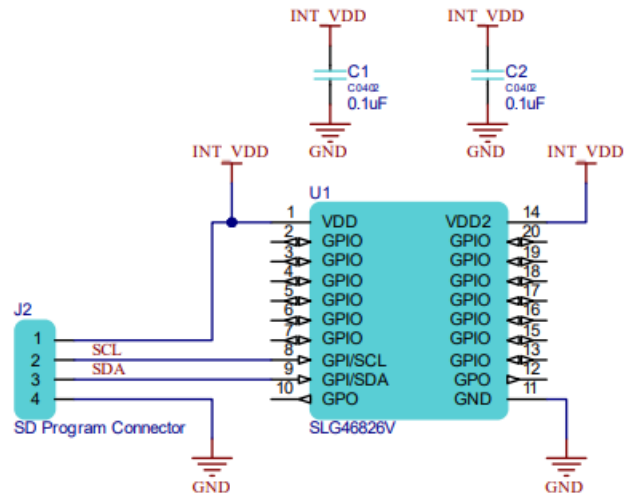 INT_VDD INT_VDD
C1 C2
C0402 C0402
0.1uF 0.1uF
GND GND
INT_VDD INT_VDD
U1
1 VDD VDD2 14
2 GPIO GPIO 20
3 GPIO GPIO 19
4 GPIO GPIO 18
5 GPIO GPIO 17
6 GPIO GPIO 16
7 GPIO GPIO 15
J2
1
2 SCL 8 GPI/SCL GPIO 13
3 SDA 9 GPI/SDA GPO 12
4 10 GPO GND 11
SD Program Connector SLG46826V
GND GND